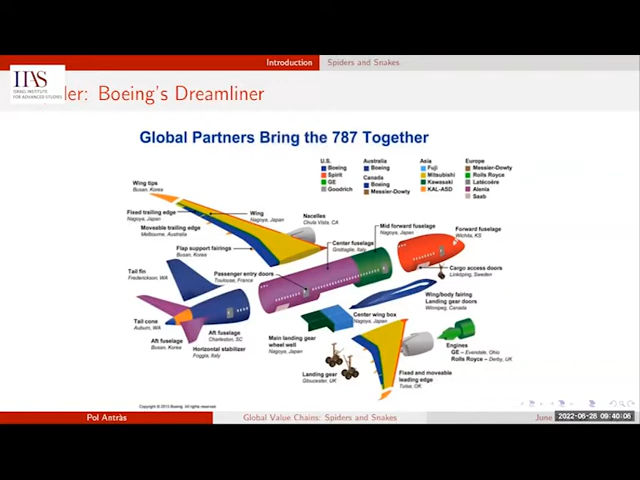 Introduction
Spiders and Snakes
IIAS
ISRAEL INSTITUTE
FOR ADVANCED STUDIES
der: Boeing's Dreamliner
Global Partners Bring the 787 Together
U.S.
Boeing
Spirit
GE
Goodrich
Australia
Boeing
Canada
Boeing
Messier-Dowty
Asia
Fuji
Mitsubishi
Kawasaki
KAL-ASD
Europe
Messier-Dowty
Rolls Royce
Latécoère
Alenia
Saab
Wing tips
Busan, Korea
Fixed trailing edge
Nagoya, Japan
Moveable trailing edge
Melbourne, Australia
Wing
Nagoya, Japan
Nacelles
Chula Vista, CA
Flap support fairings
Busan, Korea
Center fuselage
Grottaglie, Italy
Mid forward fuselage
Nagoya, Japan
Forward fuselage
Wichita, KS
Cargo access doors
Linköping, Sweden
Tail fin
Frederickson, WA
Passenger entry doors
Toulouse, France
Wing/body fairing
Landing gear doors
Winnipeg, Canada
Tail cone
Auburn, WA
Aft fuselage
Charleston, SC
Aft fuselage
Busan, Korea
Horizontal stabilizer
Foggia, Italy
Main landing gear
wheel well
Nagoya, Japan
Center wing box
Nagoya, Japan
Landing gear
Gloucester, UK
Engines
GE – Evendale, Ohio
Rolls Royce – Derby, UK
Fixed and moveable
leading edge
Tulsa, OK
Copyright © 2013 Boeing. All rights reserved.
Pol Antràs
Global Value Chains: Spiders and Snakes
June
2022-06-28 09:40:06